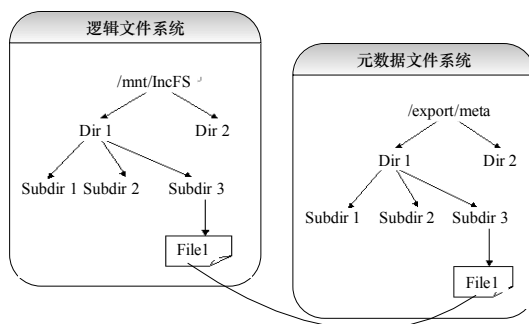 逻辑文件系统
/mnt/IncFS
Dir 1
Dir 2
Subdir 1
Subdir 2
Subdir 3
File1
元数据文件系统
/export/meta
Dir 1
Dir 2
Subdir 1
Subdir 2
Subdir 3
File1